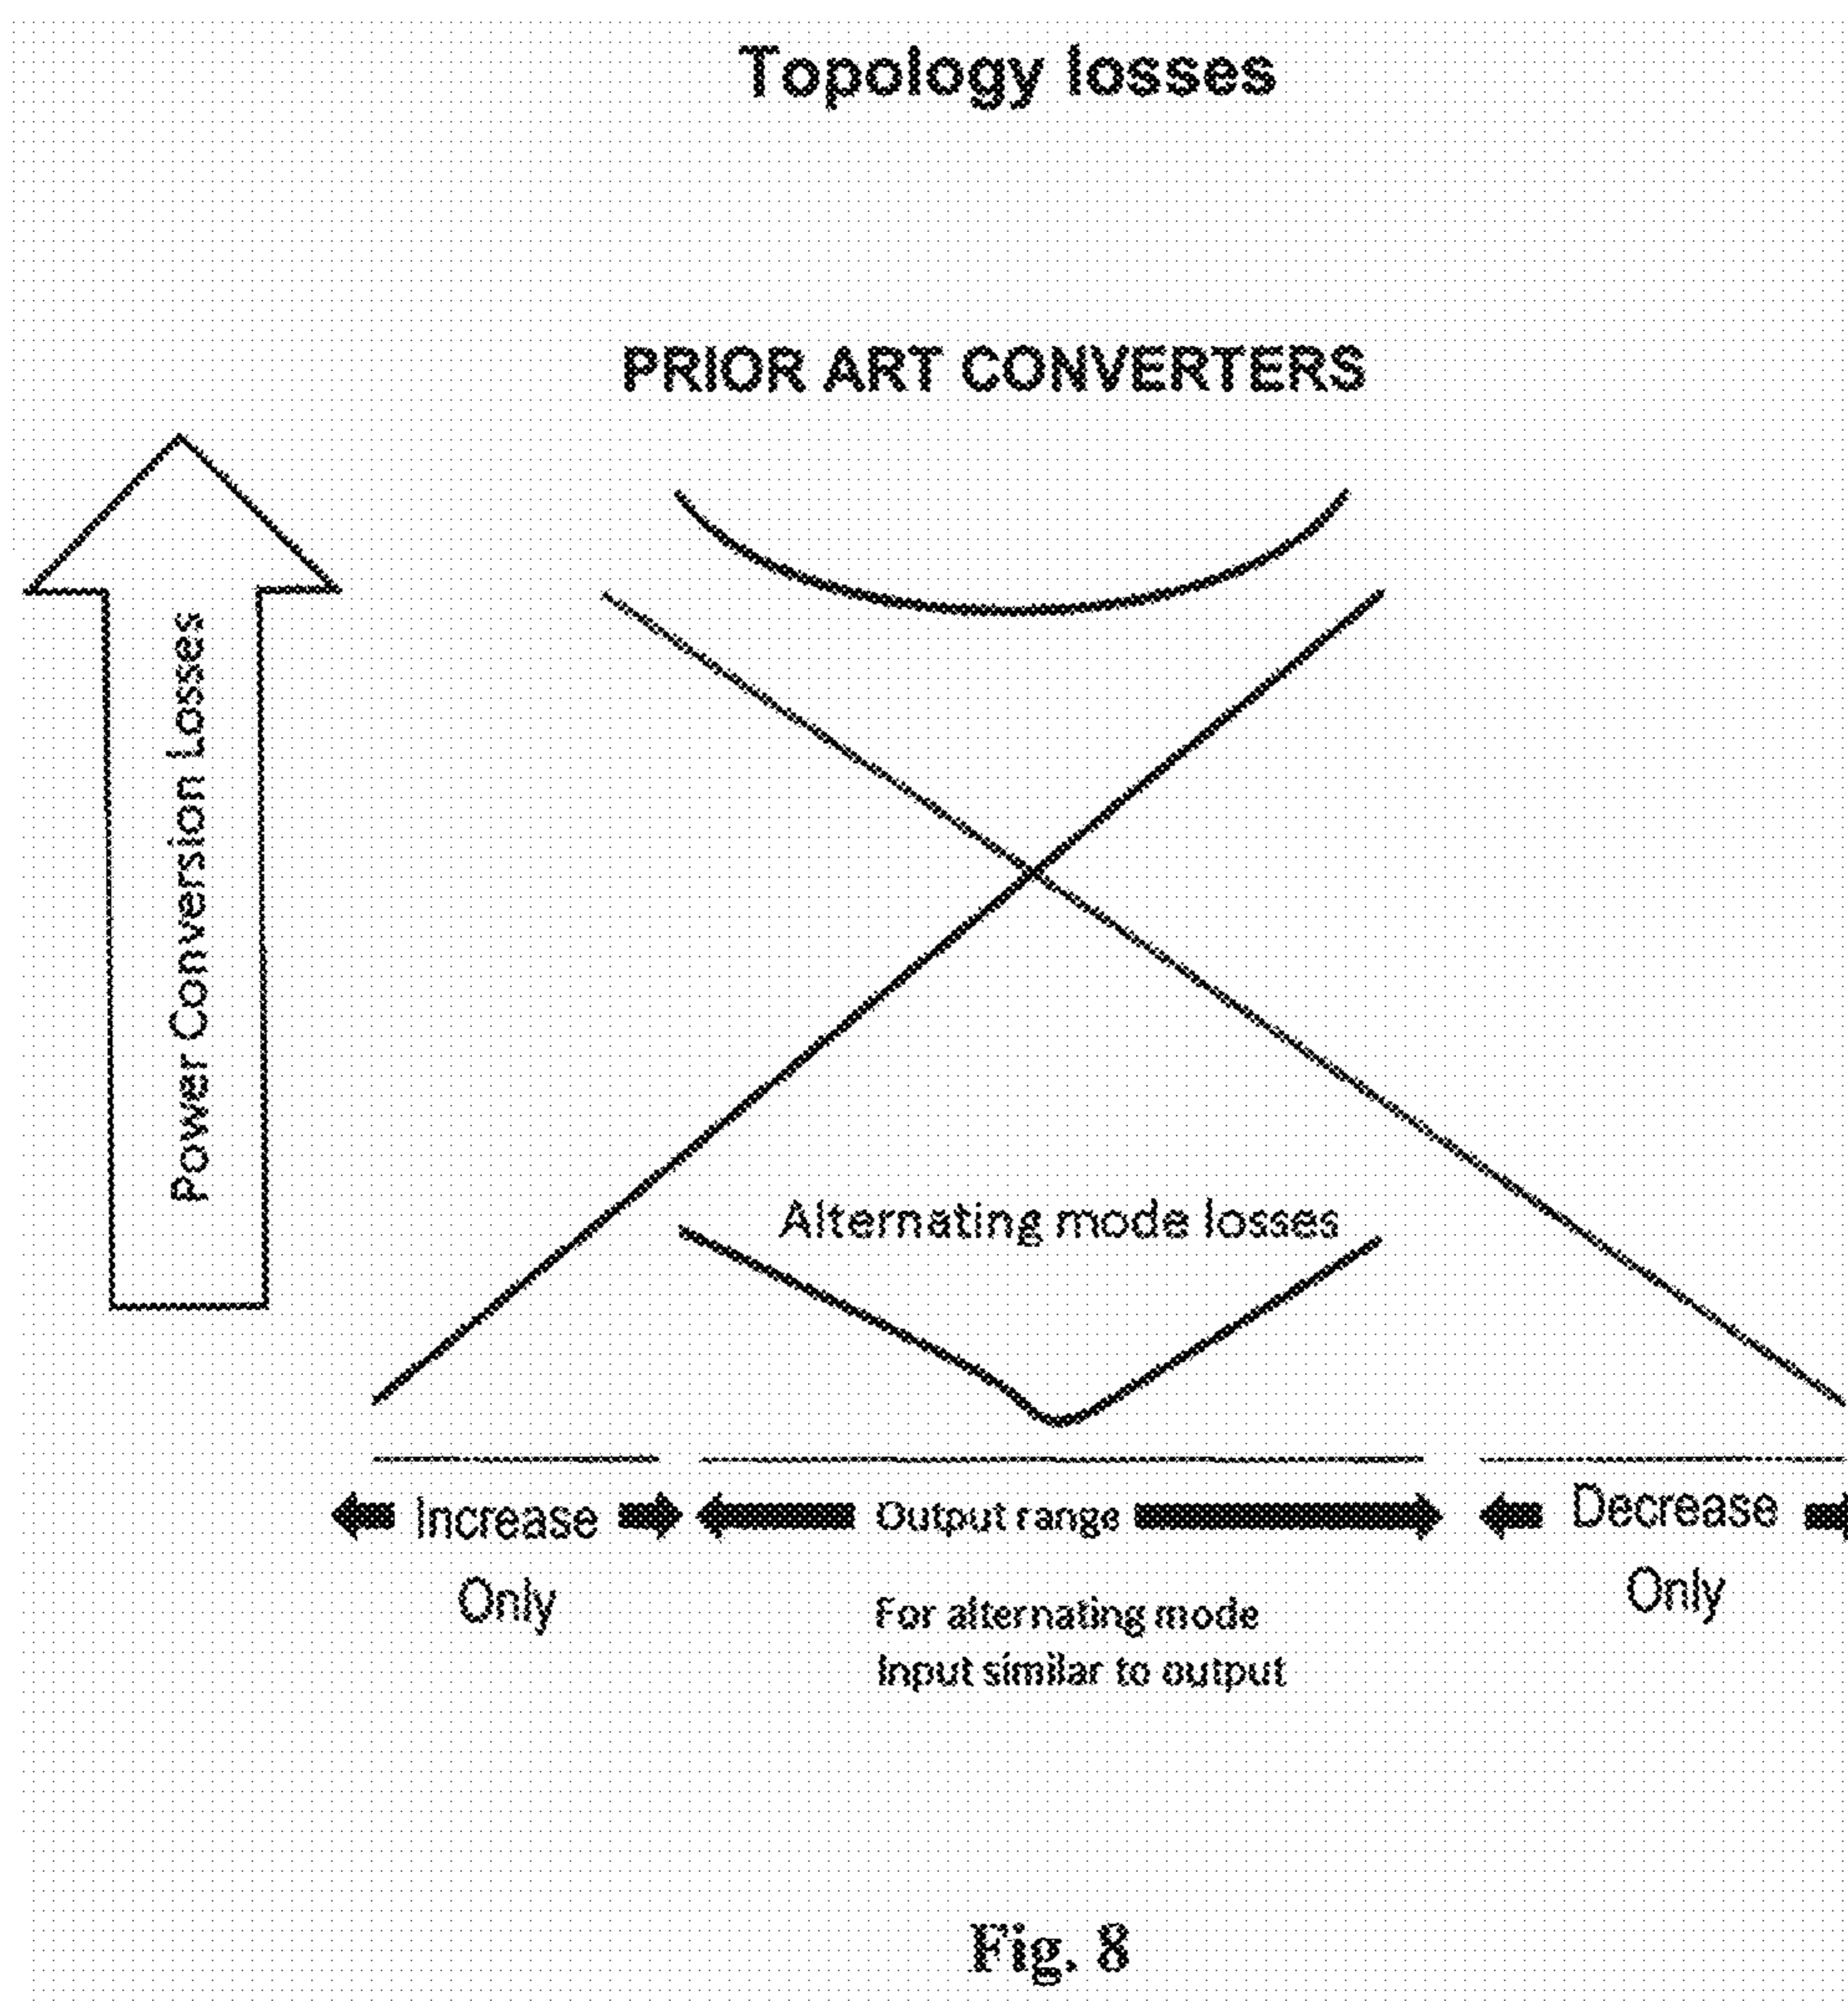 Topology losses
PRIOR ART CONVERTERS
Power Conversion Losses
Alternating mode losses
Increase
Only
Output range
For alternating mode
Input similar to output
Decrease
Only
Fig. 8